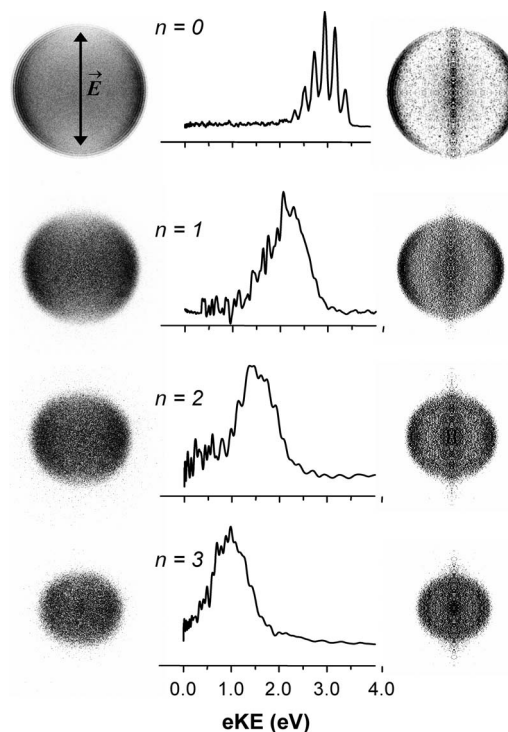 n = 0
E
n = 1
n = 2
n = 3
0.0 1.0 2.0 3.0 4.0
eKE (eV)